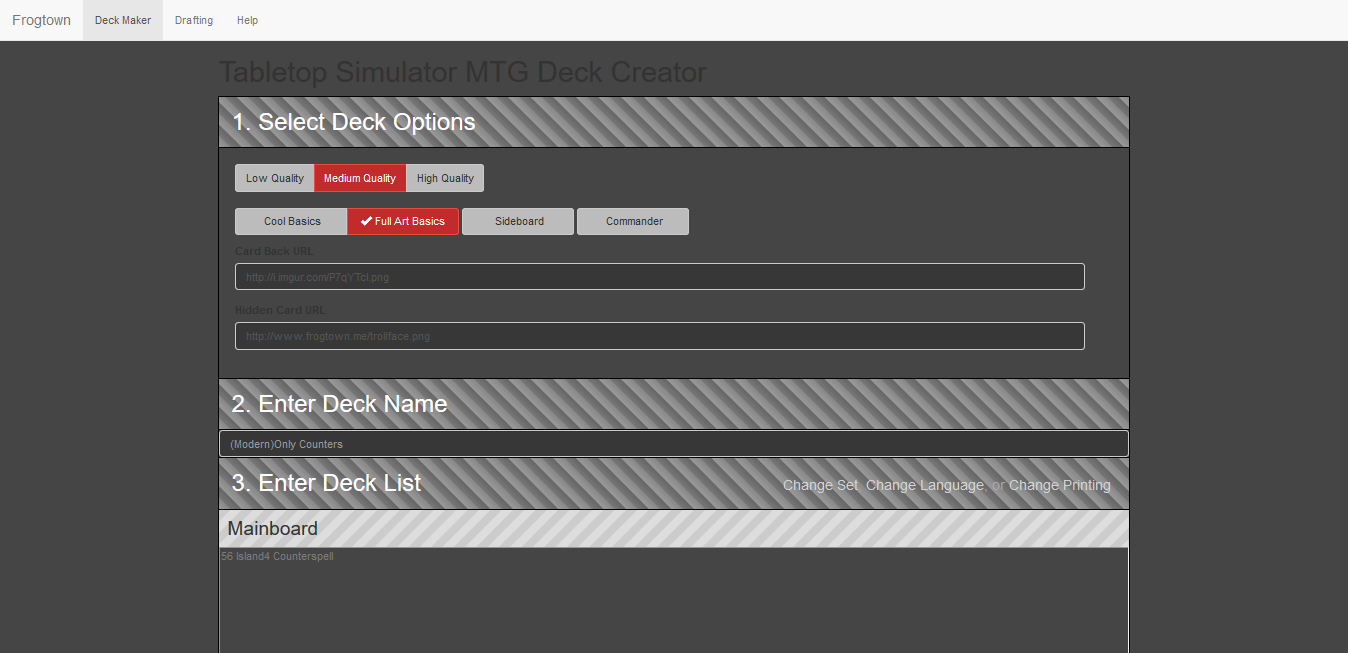 Frogtown Deck Maker Drafting Help
Tabletop Simulator MTG Deck Creator
1. Select Deck Options
Low Quality Medium Quality High Quality
Cool Basics Full Art Basics Sideboard Commander
Card Back URL
http://i.imgur.com/P7qYTcI.png
Hidden Card URL
http://www.frogtown.me/trollface.png
2. Enter Deck Name
(Modern)Only Counters
3. Enter Deck List Change Set, Change Language, or Change Printing
Mainboard
56 Island4 Counterspell